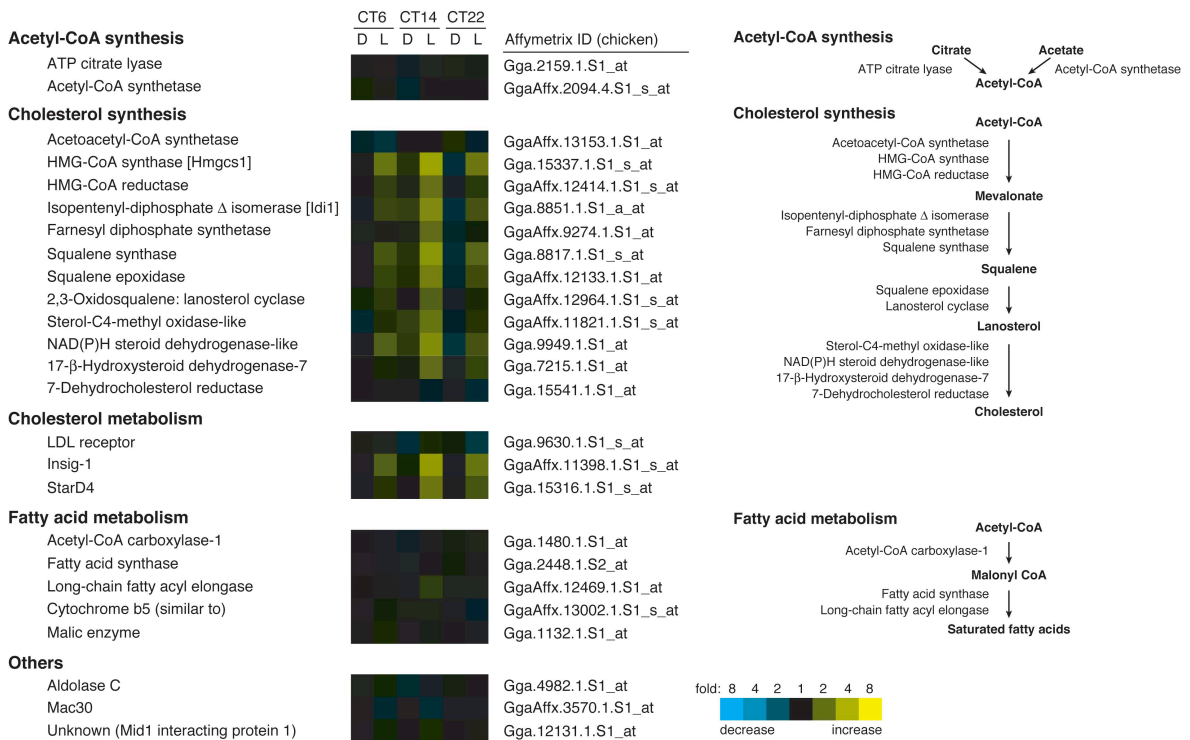 CT6 CT14 CT22
D L D L D L Affymetrix ID (chicken)
Acetyl-CoA synthesis
ATP citrate lyase Gga.2159.1.S1_at
Acetyl-CoA synthetase GgaAffx.2094.4.S1_s_at
Cholesterol synthesis
Acetoacetyl-CoA synthetase GgaAffx.13153.1.S1_at
HMG-CoA synthase [Hmgcs1] Gga.15337.1.S1_s_at
HMG-CoA reductase GgaAffx.12414.1.S1_s_at
Isopentenyl-diphosphate Δ isomerase [Idi1] Gga.8851.1.S1_a_at
Farnesyl diphosphate synthetase GgaAffx.9274.1.S1_at
Squalene synthase Gga.8817.1.S1_s_at
Squalene epoxidase GgaAffx.12133.1.S1_at
2,3-Oxidosqualene: lanosterol cyclase GgaAffx.12964.1.S1_s_at
Sterol-C4-methyl oxidase-like GgaAffx.11821.1.S1_s_at
NAD(P)H steroid dehydrogenase-like Gga.9949.1.S1_at
17-β-Hydroxysteroid dehydrogenase-7 Gga.7215.1.S1_at
7-Dehydrocholesterol reductase Gga.15541.1.S1_at
Cholesterol metabolism
LDL receptor Gga.9630.1.S1_s_at
Insig-1 GgaAffx.11398.1.S1_s_at
StarD4 Gga.15316.1.S1_s_at
Fatty acid metabolism
Acetyl-CoA carboxylase-1 Gga.1480.1.S1_at
Fatty acid synthase Gga.2448.1.S2_at
Long-chain fatty acyl elongase GgaAffx.12469.1.S1_at
Cytochrome b5 (similar to) GgaAffx.13002.1.S1_s_at
Malic enzyme Gga.1132.1.S1_at
Others
Aldolase C Gga.4982.1.S1_at
Mac30 GgaAffx.3570.1.S1_at
Unknown (Mid1 interacting protein 1) Gga.12131.1.S1_at
Acetyl-CoA synthesis
Citrate Acetate
ATP citrate lyase Acetyl-CoA synthetase
Acetyl-CoA
Cholesterol synthesis
Acetyl-CoA
Acetoacetyl-CoA synthetase
HMG-CoA synthase
HMG-CoA reductase
Mevalonate
Isopentenyl-diphosphate Δ isomerase
Farnesyl diphosphate synthetase
Squalene synthase
Squalene
Squalene epoxidase
Lanosterol cyclase
Lanosterol
Sterol-C4-methyl oxidase-like
NAD(P)H steroid dehydrogenase-like
17-β-Hydroxysteroid dehydrogenase-7
7-Dehydrocholesterol reductase
Cholesterol
Fatty acid metabolism
Acetyl-CoA
Acetyl-CoA carboxylase-1
Malonyl CoA
Fatty acid synthase
Long-chain fatty acyl elongase
Saturated fatty acids
fold: 8 4 2 1 2 4 8
decrease increase